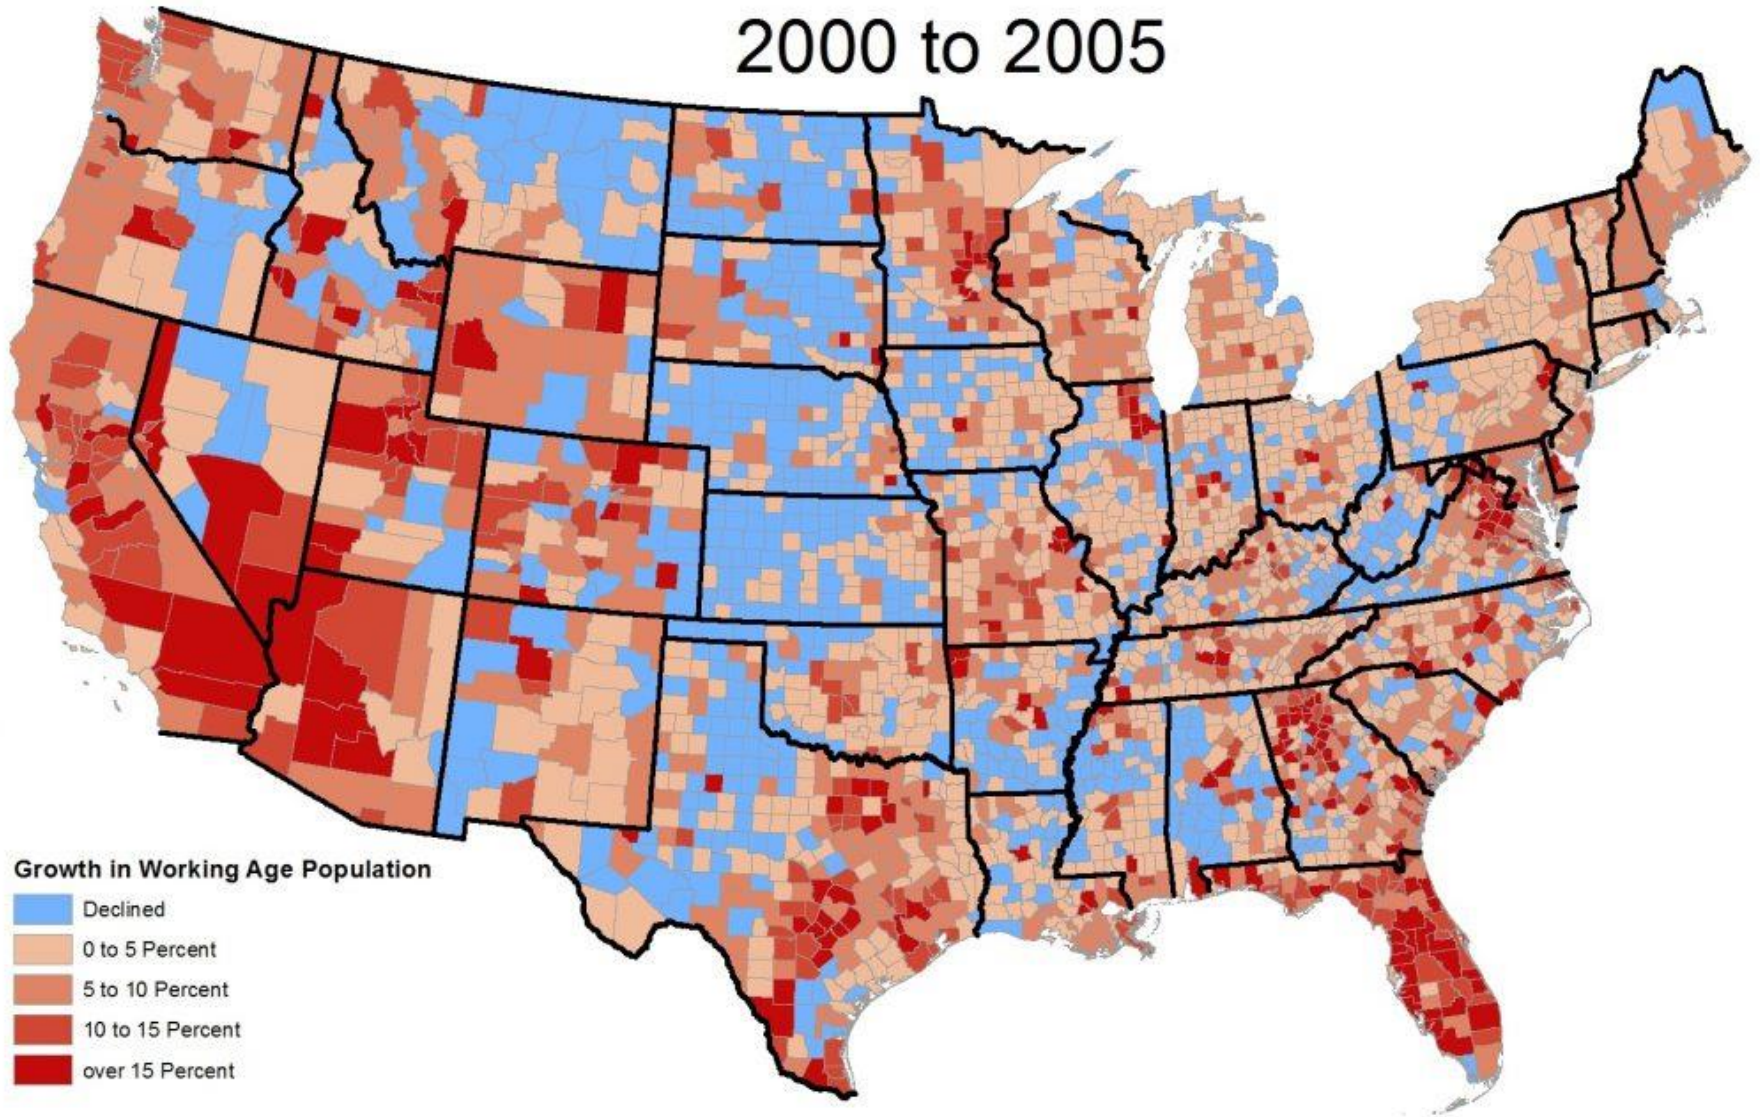 2000 to 2005
Growth in Working Age Population
Declined
0 to 5 Percent
5 to 10 Percent
10 to 15 Percent
over 15 Percent